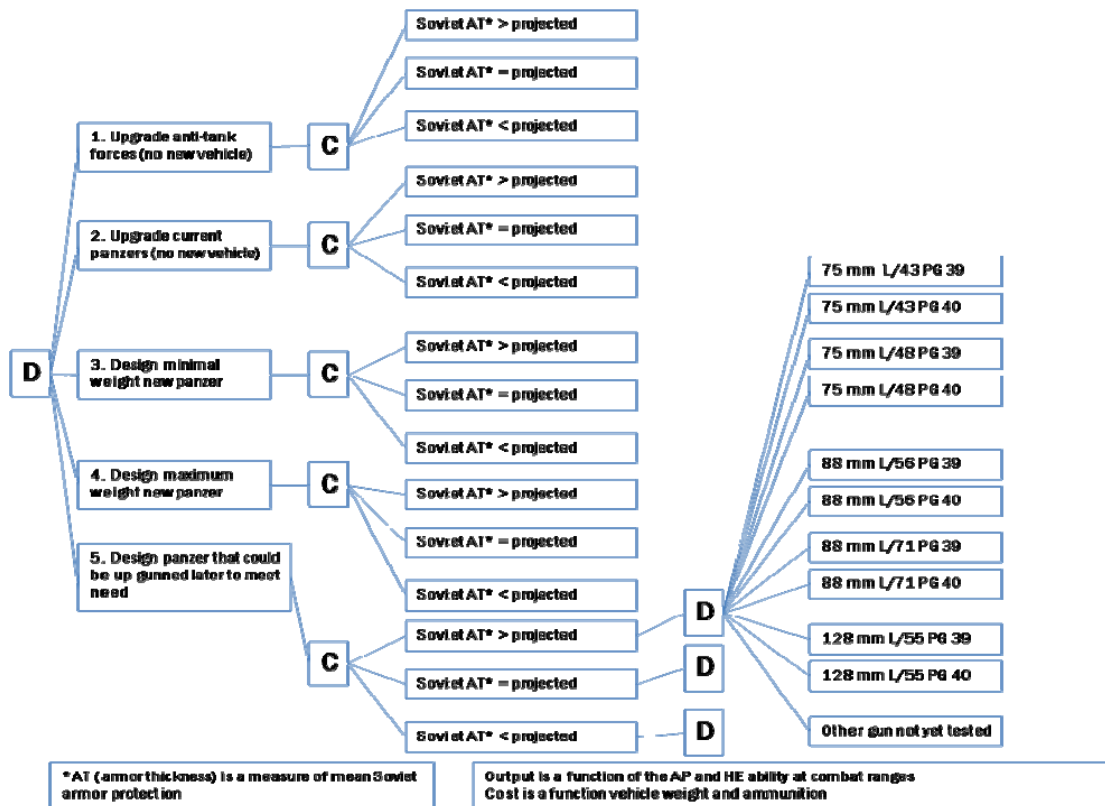 Soviet AT* > projected
Soviet AT* = projected
Soviet AT* < projected
1. Upgrade anti-tank
forces (no new vehicle)
C
Soviet AT* > projected
Soviet AT* = projected
Soviet AT* < projected
2. Upgrade current
panzers (no new vehicle)
C
D
Soviet AT* > projected
Soviet AT* = projected
Soviet AT* < projected
3. Design minimal
weight new panzer
C
Soviet AT* > projected
Soviet AT* = projected
Soviet AT* < projected
4. Design maximum
weight new panzer
C
5. Design panzer that could
be up gunned later to meet
need
C
Soviet AT* > projected
Soviet AT* = projected
Soviet AT* < projected
D
D
D
75 mm L/43 PG 39
75 mm L/43 PG 40
75 mm L/48 PG 39
75 mm L/48 PG 40
88 mm L/56 PG 39
88 mm L/56 PG 40
88 mm L/71 PG 39
88 mm L/71 PG 40
128 mm L/55 PG 39
128 mm L/55 PG 40
Other gun not yet tested
*AT (armor thickness) is a measure of mean Soviet
armor protection
Output is a function of the AP and HE ability at combat ranges
Cost is a function vehicle weight and ammunition